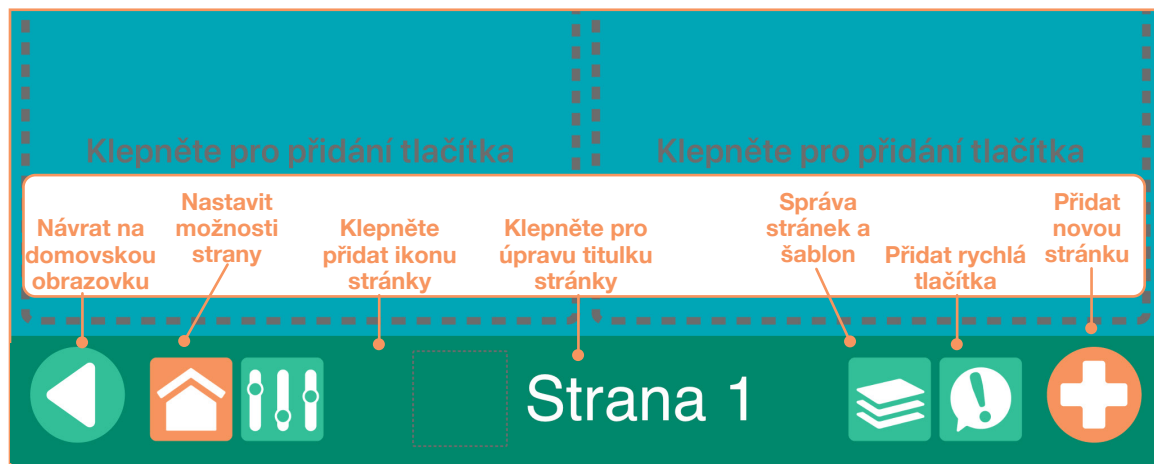 Klepněte pro přidání tlačítka
Klepněte pro přidání tlačítka
Návrat na
domovskou
obrazovku
Nastavit
možnosti
strany
Klepněte
přidat ikonu
stránky
Klepněte pro
úpravu titulku
stránky
Správa
stránek a
šablon
Přidat rychlá
tlačítka
Přidat
novou
stránku
Strana 1